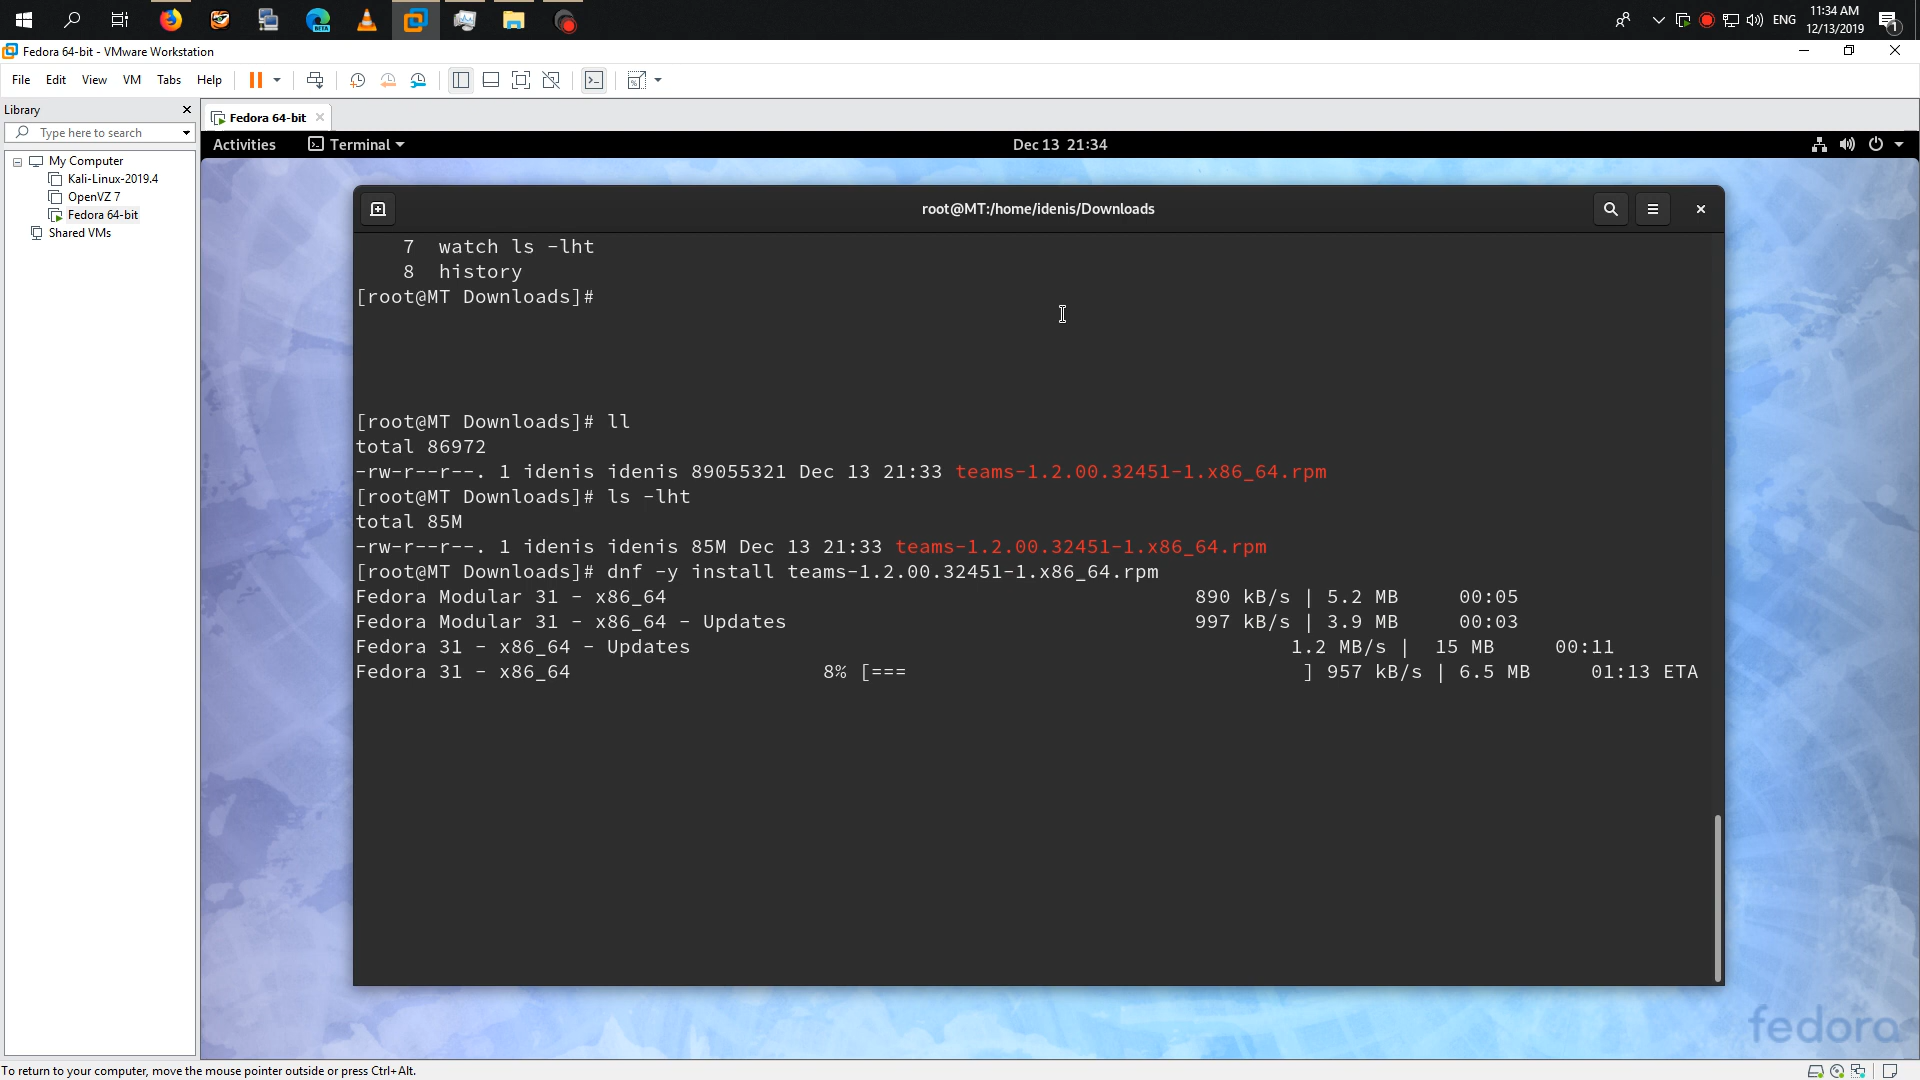 11:34 AM
ENG
12/13/2019
1
Fedora 64-bit - VMware Workstation
File Edit View VM Tabs Help
Library
Fedora 64-bit
Type here to search
Activities Terminal Dec 13 21:34
My Computer
Kali-Linux-2019.4
OpenVZ 7
Fedora 64-bit
Shared VMs
root@MT:/home/idenis/Downloads
7 watch ls -lht
8 history
[root@MT Downloads]#
[root@MT Downloads]# ll
total 86972
-rw-r--r--. 1 idenis idenis 89055321 Dec 13 21:33 teams-1.2.00.32451-1.x86_64.rpm
[root@MT Downloads]# ls -lht
total 85M
-rw-r--r--. 1 idenis idenis 85M Dec 13 21:33 teams-1.2.00.32451-1.x86_64.rpm
[root@MT Downloads]# dnf -y install teams-1.2.00.32451-1.x86_64.rpm
Fedora Modular 31 - x86_64 890 kB/s | 5.2 MB 00:05
Fedora Modular 31 - x86_64 - Updates 997 kB/s | 3.9 MB 00:03
Fedora 31 - x86_64 - Updates 1.2 MB/s | 15 MB 00:11
Fedora 31 - x86_64 8% [=== ] 957 kB/s | 6.5 MB 01:13 ETA
fedora
To return to your computer, move the mouse pointer outside or press Ctrl+Alt.